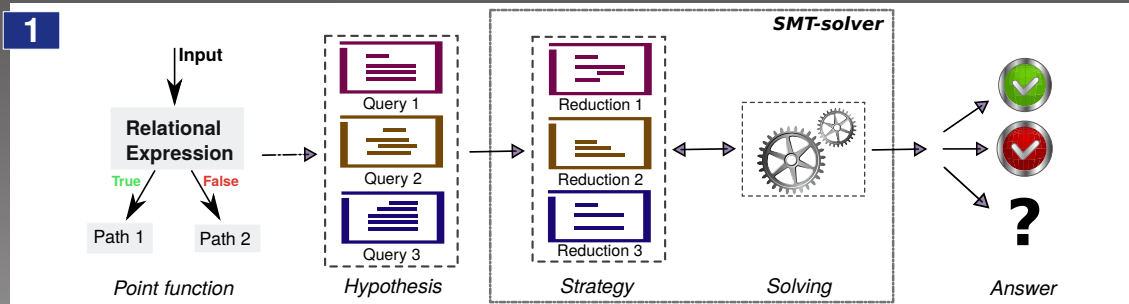 1
SMT-solver
Input
Relational
Expression
True
False
Path 1
Path 2
Query 1
Query 2
Query 3
Reduction 1
Reduction 2
Reduction 3
?
Point function
Hypothesis
Strategy
Solving
Answer